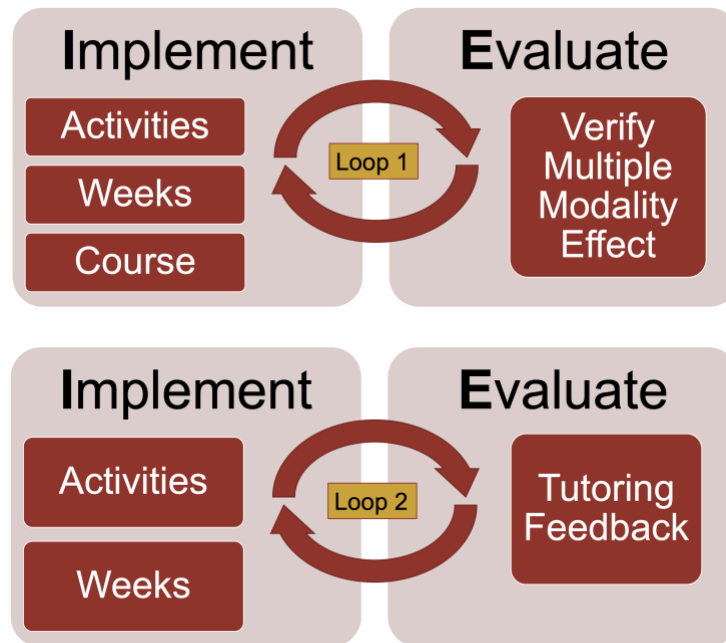 Implement
Activities
Weeks
Course
Loop 1
Evaluate
Verify
Multiple
Modality
Effect
Implement
Activities
Weeks
Loop 2
Evaluate
Tutoring
Feedback